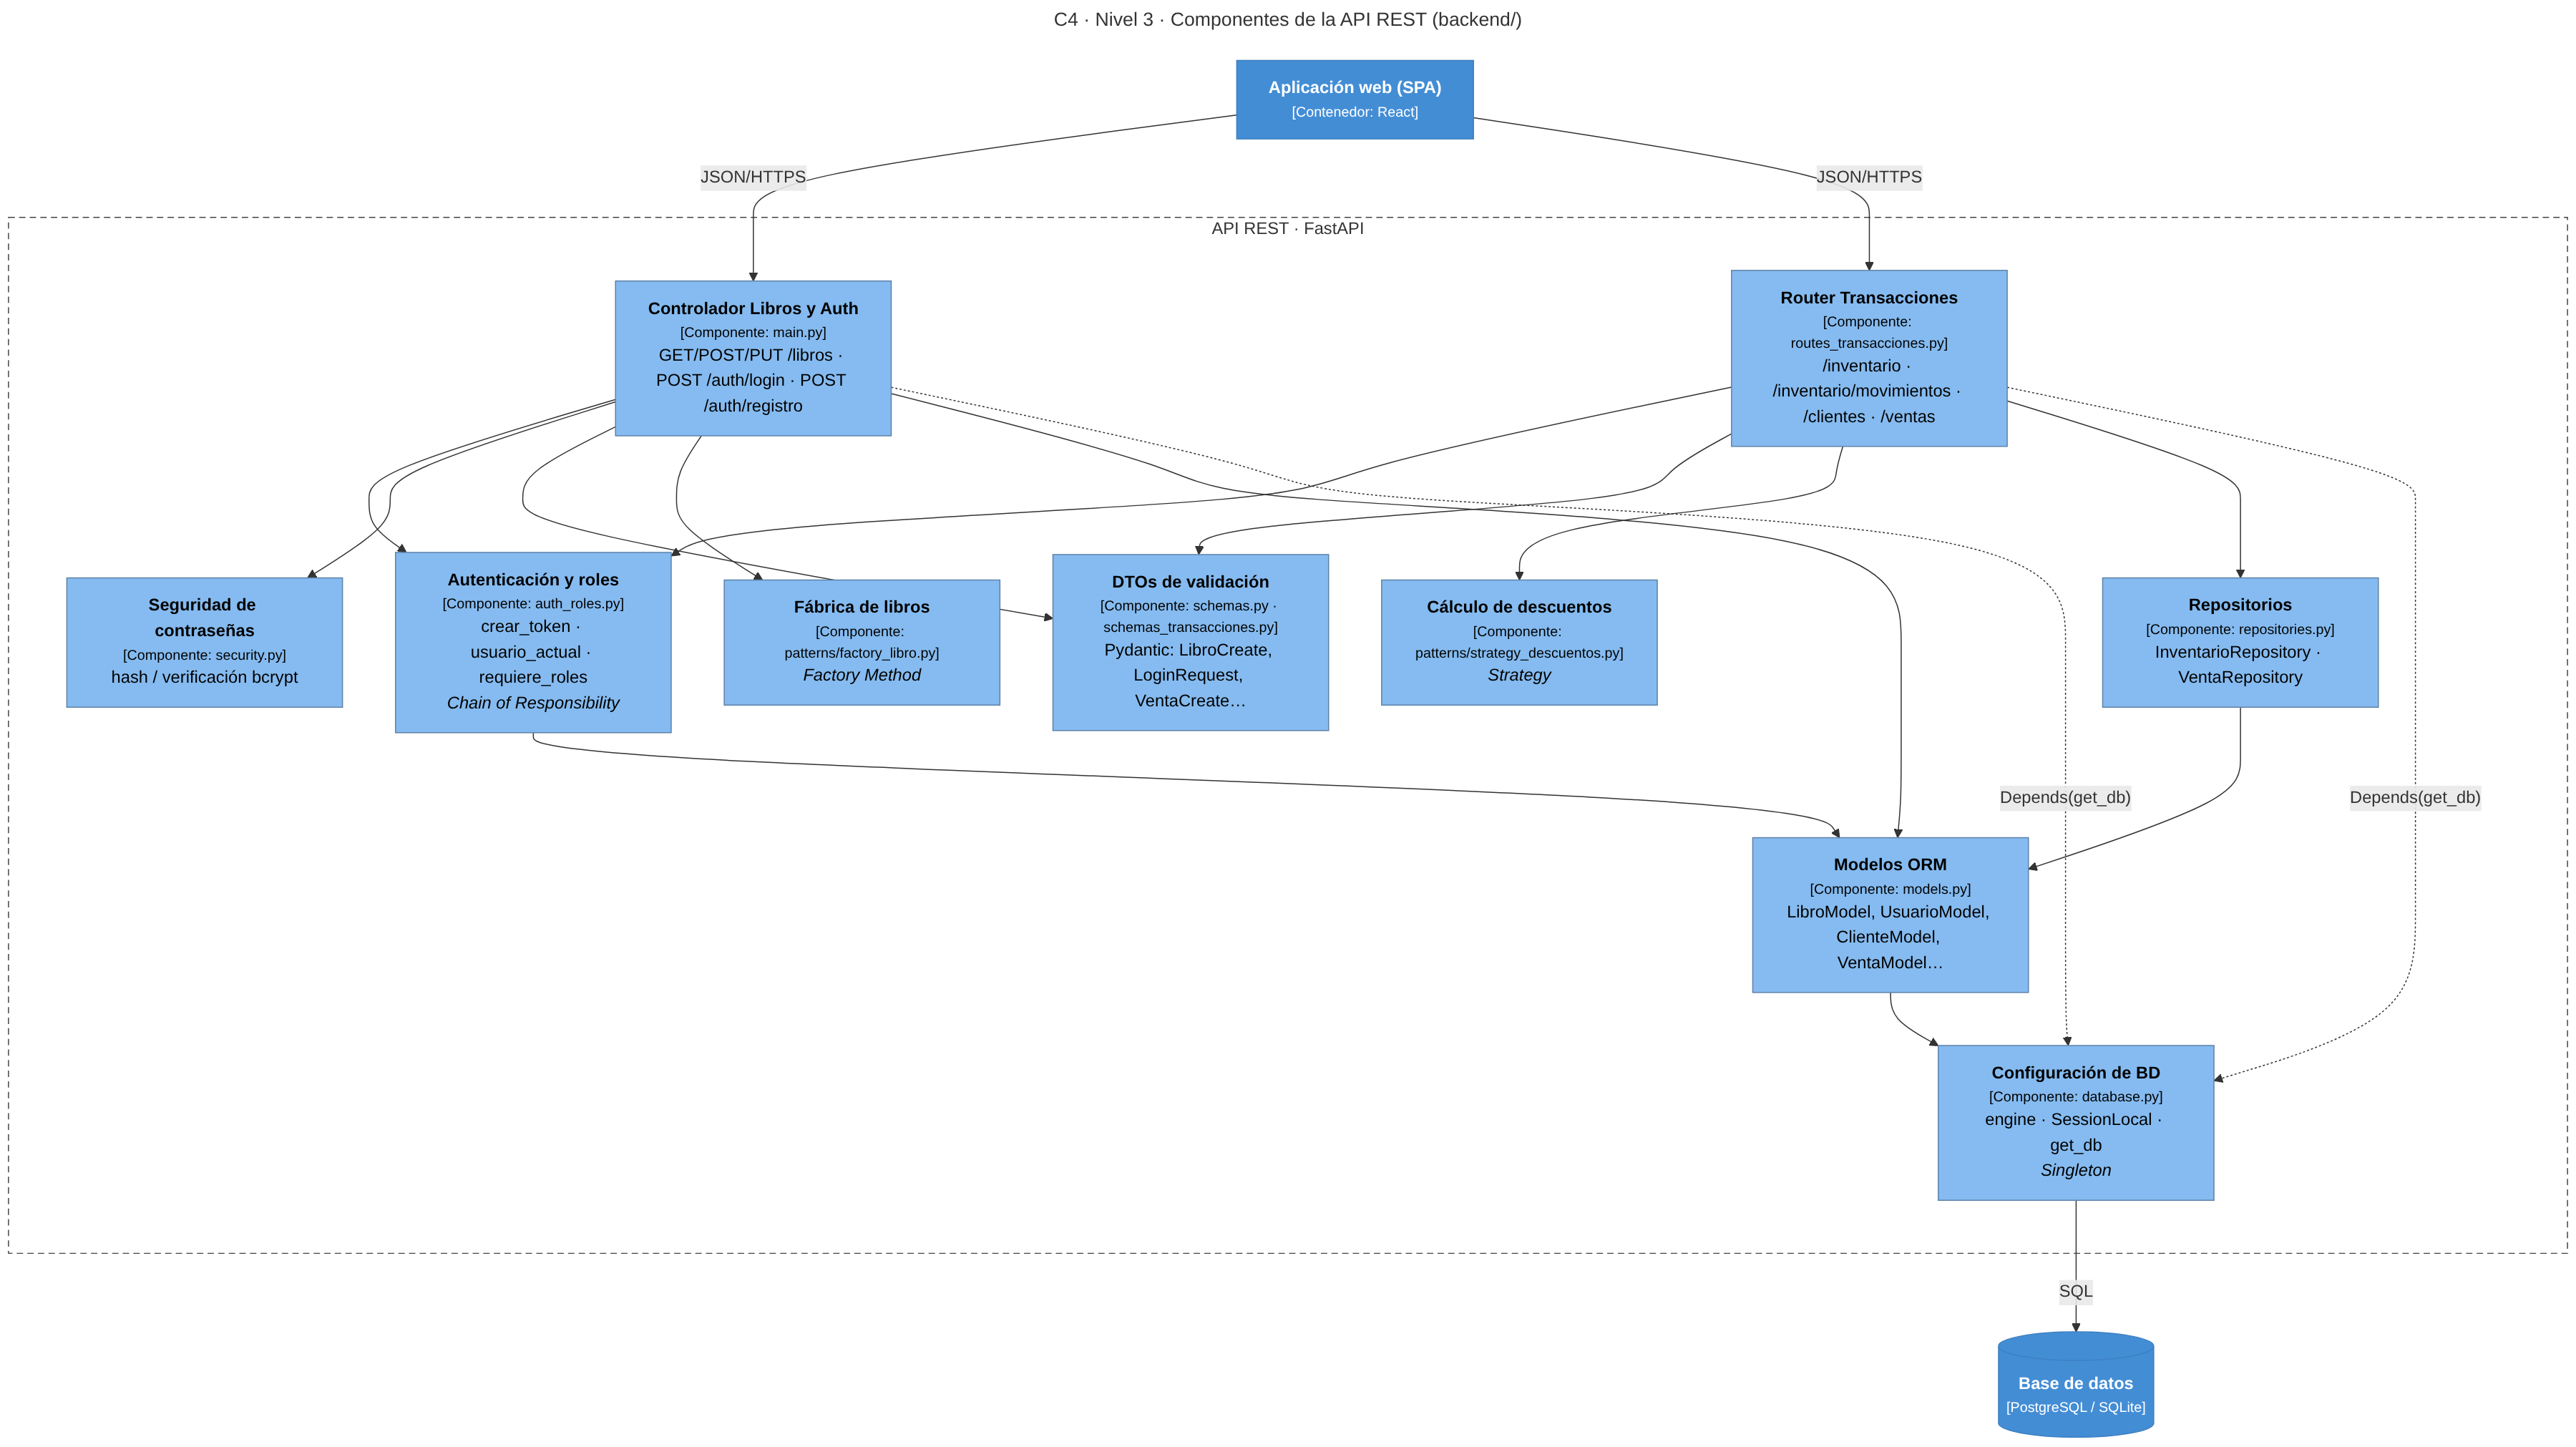 C4 · Nivel 3 · Componentes de la API REST (backend/)
Aplicación web (SPA)
[Contenedor: React]
JSON/HTTPS
JSON/HTTPS
API REST · FastAPI
Controlador Libros y Auth
[Componente: main.py]
GET/POST/PUT /libros ·
POST /auth/login · POST
/auth/registro
Router Transacciones
[Componente:
routes_transacciones.py]
/inventario ·
/inventario/movimientos ·
/clientes · /ventas
Seguridad de
contraseñas
[Componente: security.py]
hash / verificación bcrypt
Autenticación y roles
[Componente: auth_roles.py]
crear_token ·
usuario_actual ·
requiere_roles
Chain of Responsibility
Fábrica de libros
[Componente:
patterns/factory_libro.py]
Factory Method
DTOs de validación
[Componente: schemas.py ·
schemas_transacciones.py]
Pydantic: LibroCreate,
LoginRequest,
VentaCreate…
Cálculo de descuentos
[Componente:
patterns/strategy_descuentos.py]
Strategy
Repositorios
[Componente: repositories.py]
InventarioRepository ·
VentaRepository
Depends(get_db)
Depends(get_db)
Modelos ORM
[Componente: models.py]
LibroModel, UsuarioModel,
ClienteModel,
VentaModel…
Configuración de BD
[Componente: database.py]
engine · SessionLocal ·
get_db
Singleton
SQL
Base de datos
[PostgreSQL / SQLite]